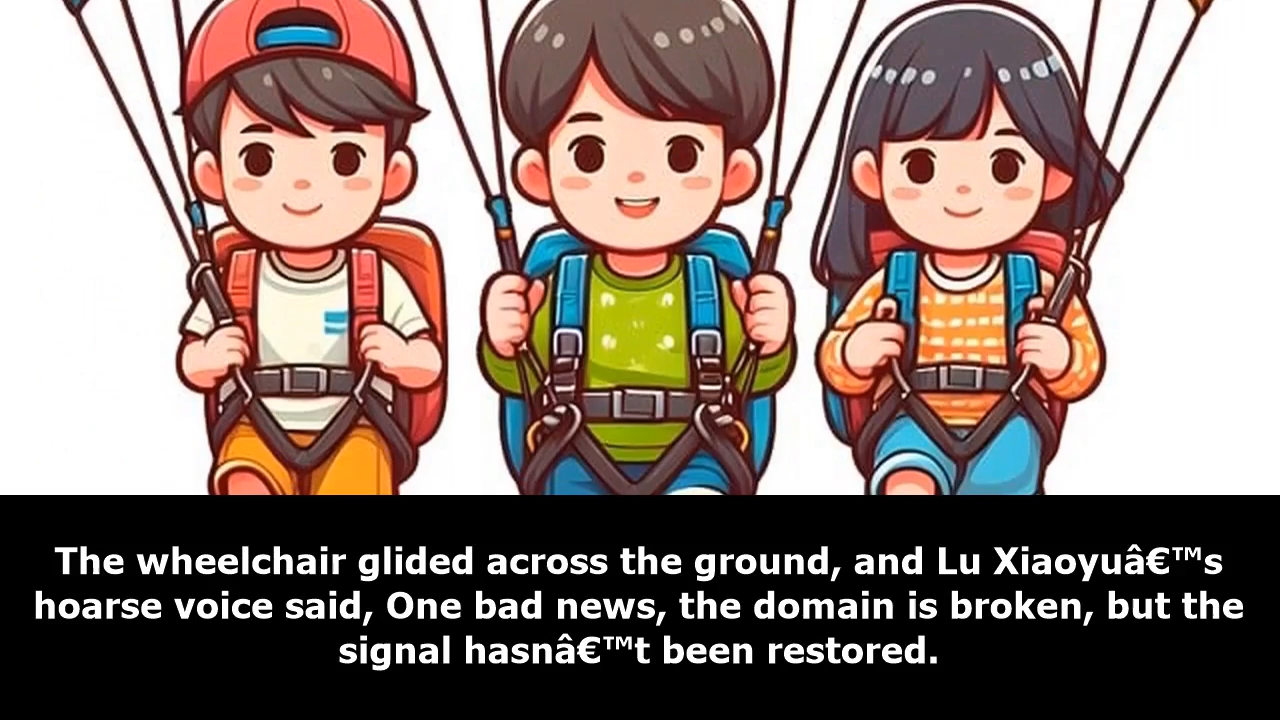 The wheelchair glided across the ground, and Lu Xiaoyuâ€™s
hoarse voice said, One bad news, the domain is broken, but the
signal hasnâ€™t been restored.